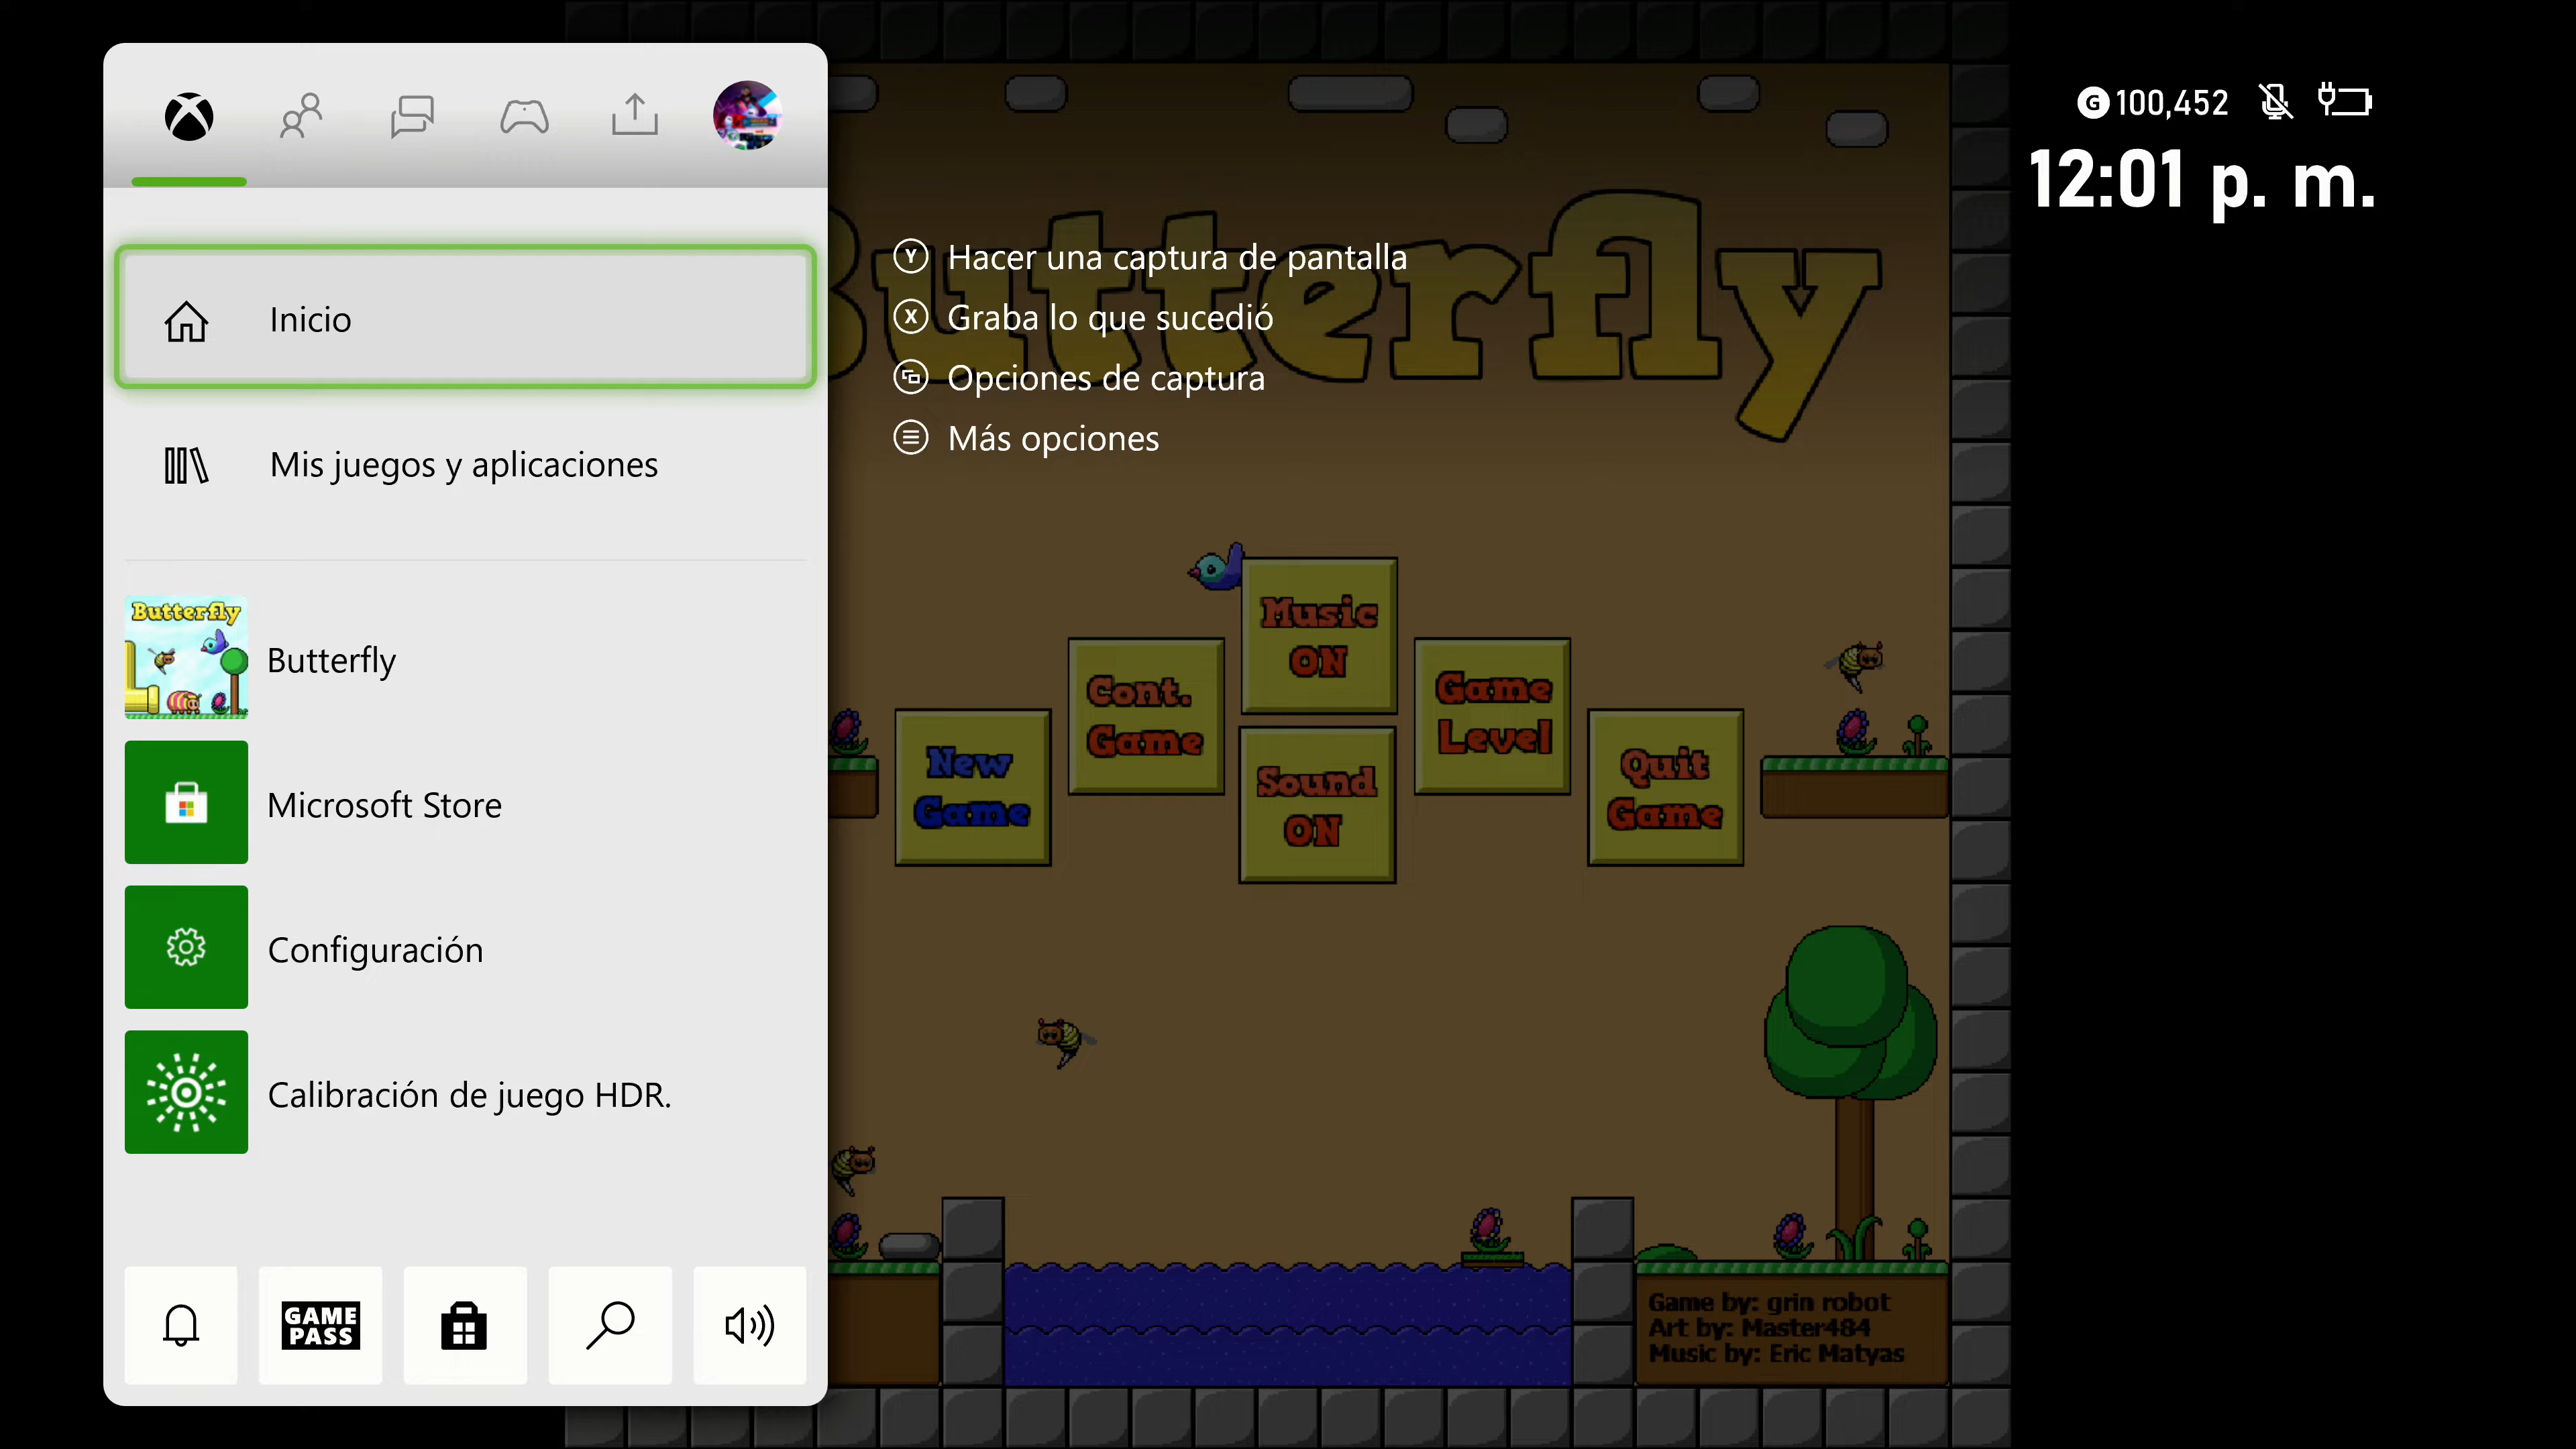 G 100,452
12:01 p. m.
Inicio
Mis juegos y aplicaciones
Butterfly
Butterfly
Microsoft Store
Configuración
Calibración de juego HDR.
GAME
PASS
Y Hacer una captura de pantalla
X Graba lo que sucedió
Opciones de captura
Más opciones
Butterfly
New
Game
Cont.
Game
Music
ON
Sound
ON
Game
Level
Quit
Game
Game by: grin robot
Art by: Master484
Music by: Eric Matyas